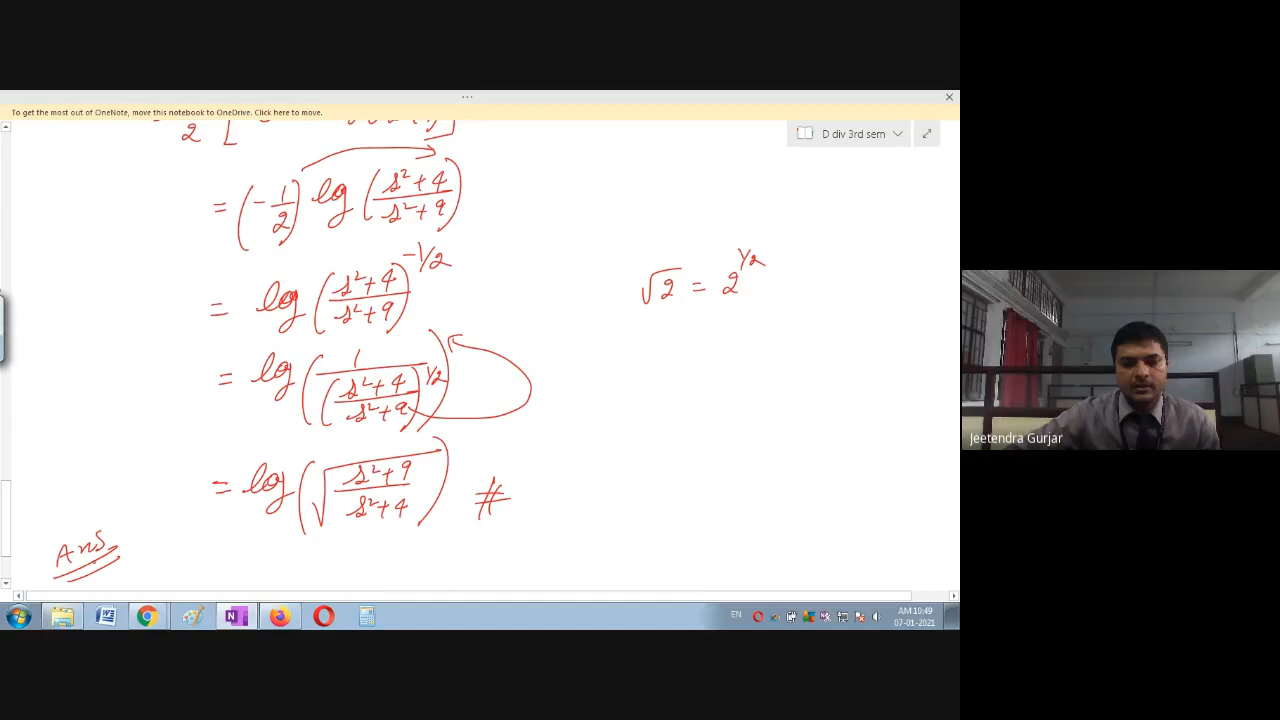 To get the most out of OneNote, move this notebook to OneDrive. Click here to move.
D div 3rd sem
2 [
= (-1/2) log ((s²+4)/(s²+9))
= log ((s²+4)/(s²+9))^(-1/2)
√2 = 2^(1/2)
= log (1/((s²+4)/(s²+9))^(1/2))
= log (√((s²+9)/(s²+4))) #
Ans
Jeetendra Gurjar
EN
AM 10:49
07-01-2021